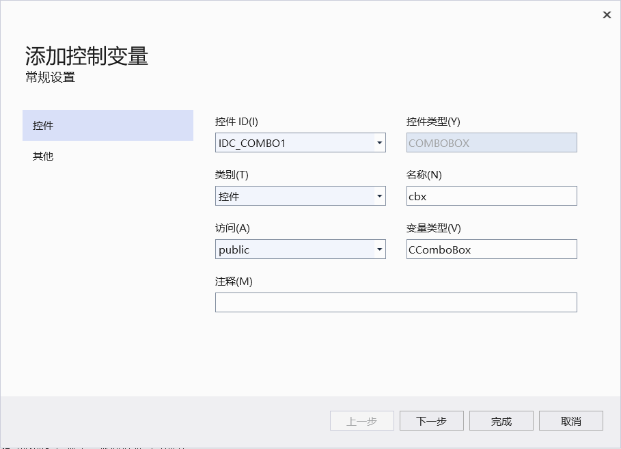 添加控制变量
常规设置
控件
其他
控件 ID(I)
控件类型(Y)
IDC_COMBO1
COMBOBOX
类别(T)
名称(N)
控件
cbx
访问(A)
变量类型(V)
public
CComboBox
注释(M)
上一步
下一步
完成
取消